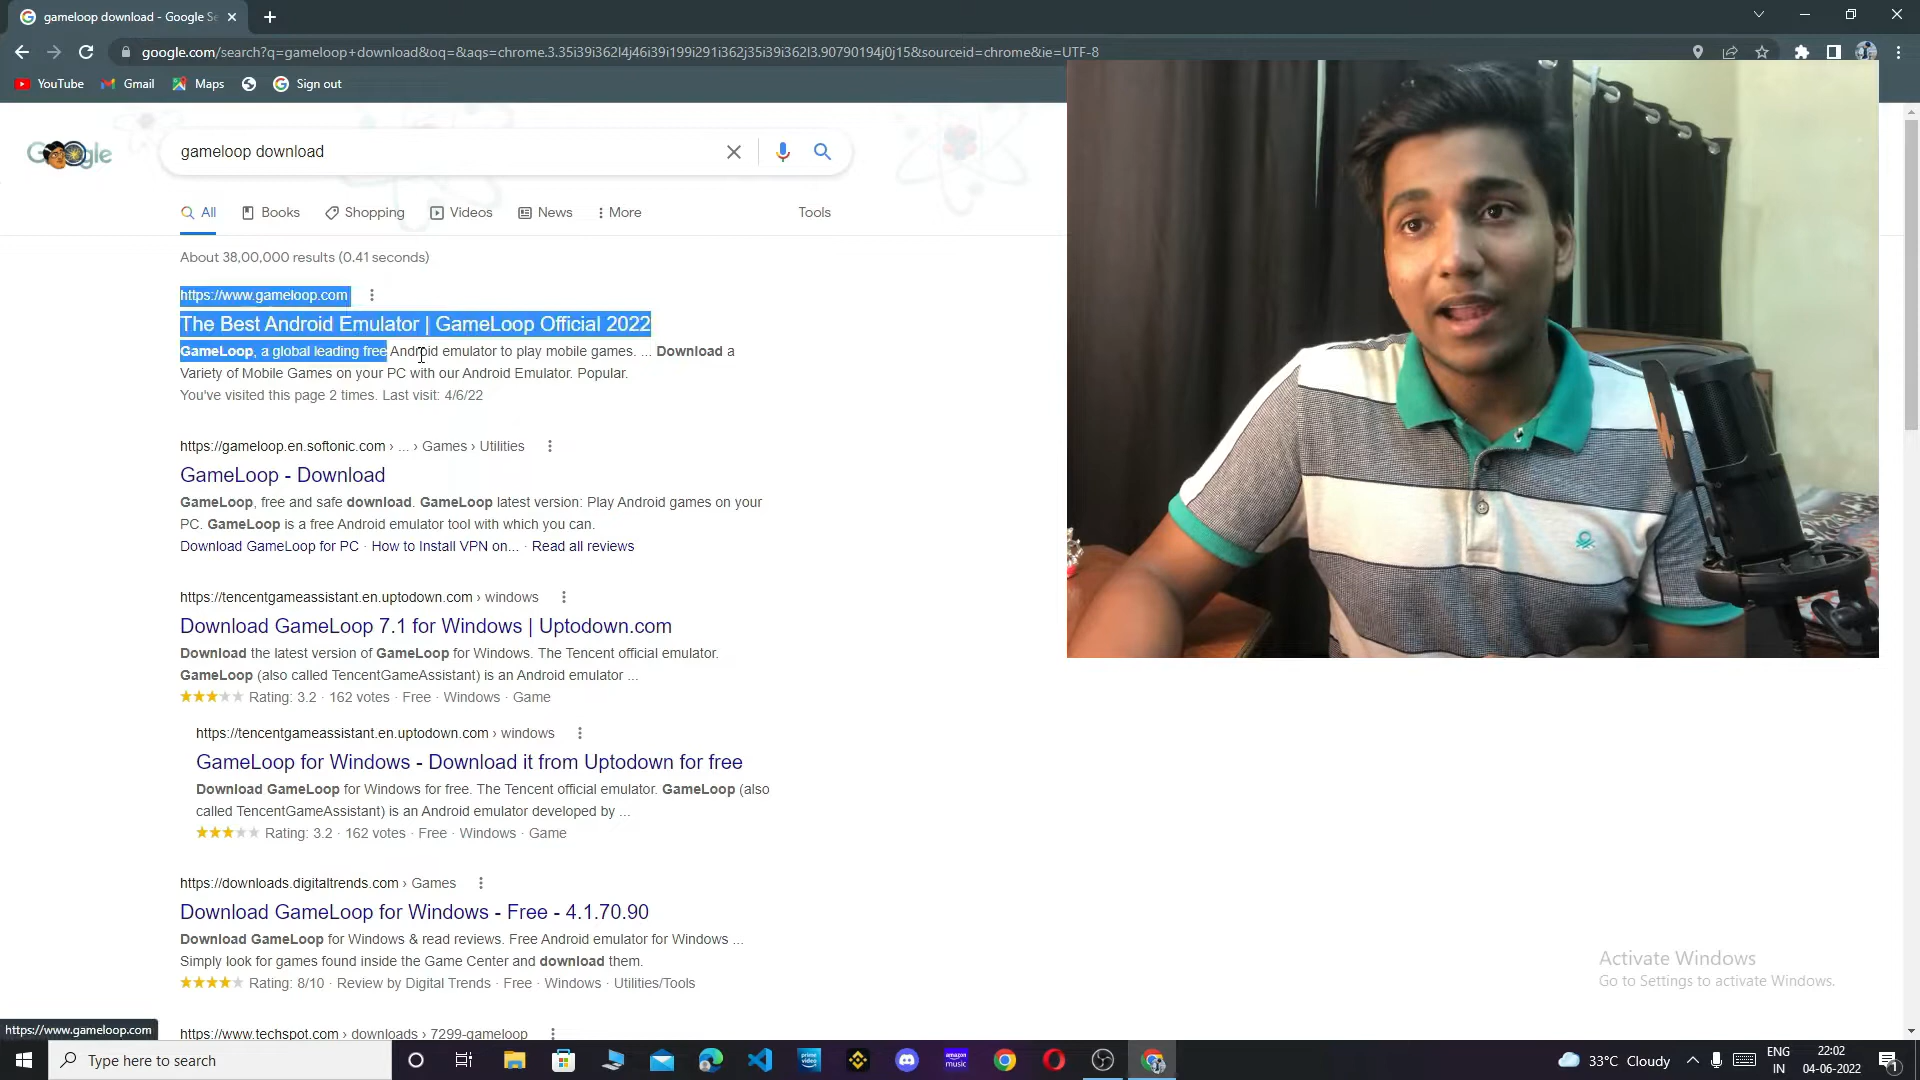 gameloop download - Google Se
google.com/search?q=gameloop+download&oq=&aqs=chrome.3.35i39i362l4j46i39i199i291i362j35i39i362l3.90790194j0j15&sourceid=chrome&ie=UTF-8
YouTube Gmail Maps Sign out
gameloop download
All Books Shopping Videos News More Tools
About 38,00,000 results (0.41 seconds)
https://www.gameloop.com
The Best Android Emulator | GameLoop Official 2022
GameLoop, a global leading free Android emulator to play mobile games. ... Download a
Variety of Mobile Games on your PC with our Android Emulator. Popular.
You've visited this page 2 times. Last visit: 4/6/22
https://gameloop.en.softonic.com › ... › Games › Utilities
GameLoop - Download
GameLoop, free and safe download. GameLoop latest version: Play Android games on your
PC. GameLoop is a free Android emulator tool with which you can.
Download GameLoop for PC · How to Install VPN on... · Read all reviews
https://tencentgameassistant.en.uptodown.com › windows
Download GameLoop 7.1 for Windows | Uptodown.com
Download the latest version of GameLoop for Windows. The Tencent official emulator.
GameLoop (also called TencentGameAssistant) is an Android emulator ...
Rating: 3.2 · 162 votes · Free · Windows · Game
https://tencentgameassistant.en.uptodown.com › windows
GameLoop for Windows - Download it from Uptodown for free
Download GameLoop for Windows for free. The Tencent official emulator. GameLoop (also
called TencentGameAssistant) is an Android emulator developed by ...
Rating: 3.2 · 162 votes · Free · Windows · Game
https://downloads.digitaltrends.com › Games
Download GameLoop for Windows - Free - 4.1.70.90
Download GameLoop for Windows & read reviews. Free Android emulator for Windows ...
Simply look for games found inside the Game Center and download them.
Rating: 8/10 · Review by Digital Trends · Free · Windows · Utilities/Tools
https://www.techspot.com › downloads › 7299-gameloop
Activate Windows
Go to Settings to activate Windows.
https://www.gameloop.com
Type here to search
prime video
amazon music
33°C Cloudy
ENG
IN
22:02
04-06-2022
1